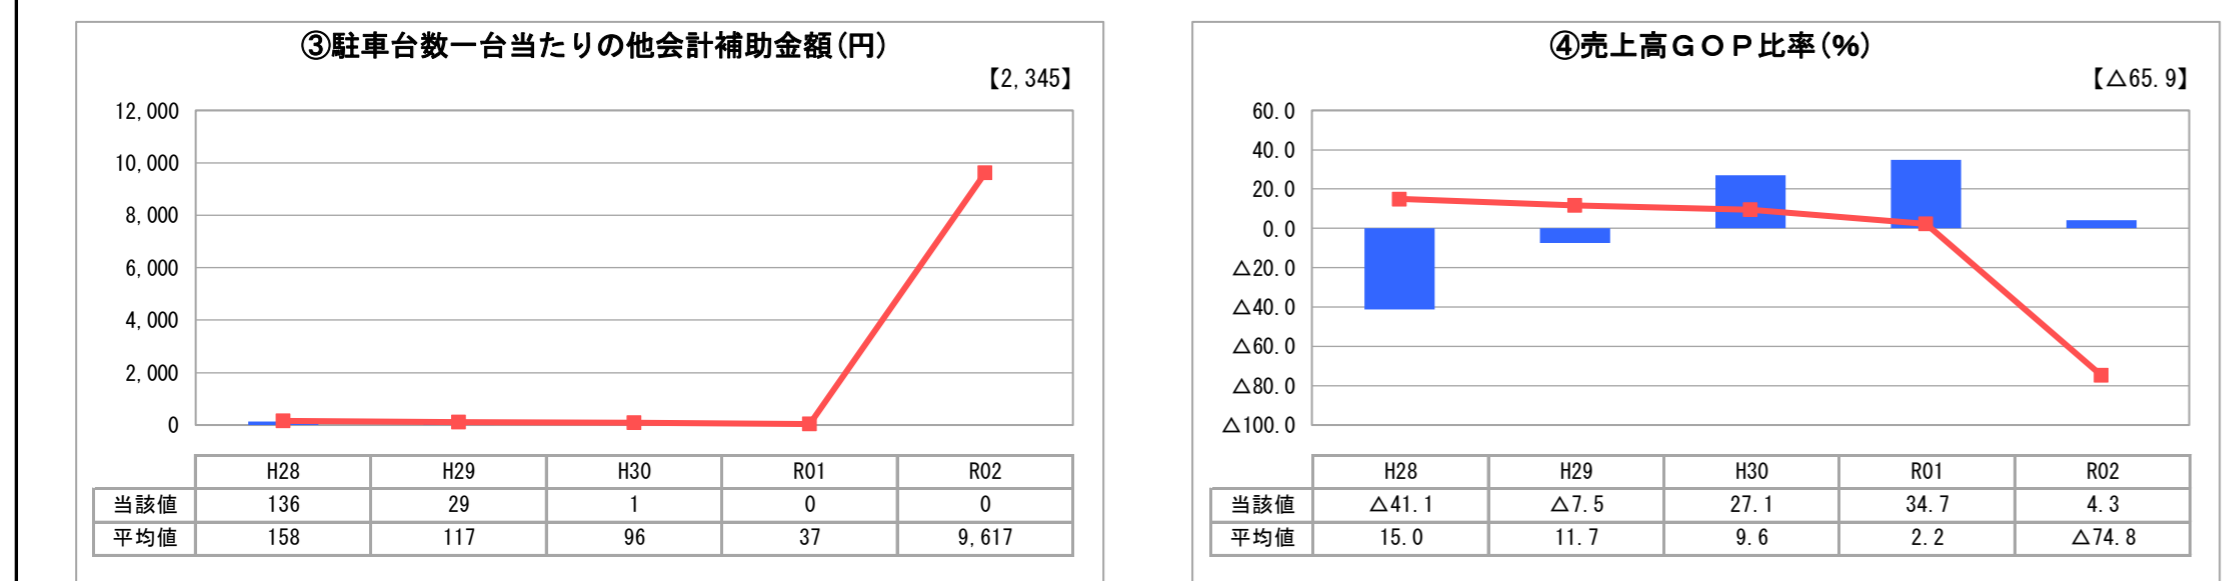 ③駐車台数一台当たりの他会計補助金額(円)
【2,345】
12,000
10,000
8,000
6,000
4,000
2,000
0
H28 H29 H30 R01 R02
当該値 136 29 1 0 0
平均値 158 117 96 37 9,617
④売上高ＧＯＰ比率(%)
【△65.9】
60.0
40.0
20.0
0.0
△20.0
△40.0
△60.0
△80.0
△100.0
H28 H29 H30 R01 R02
当該値 △41.1 △7.5 27.1 34.7 4.3
平均値 15.0 11.7 9.6 2.2 △74.8